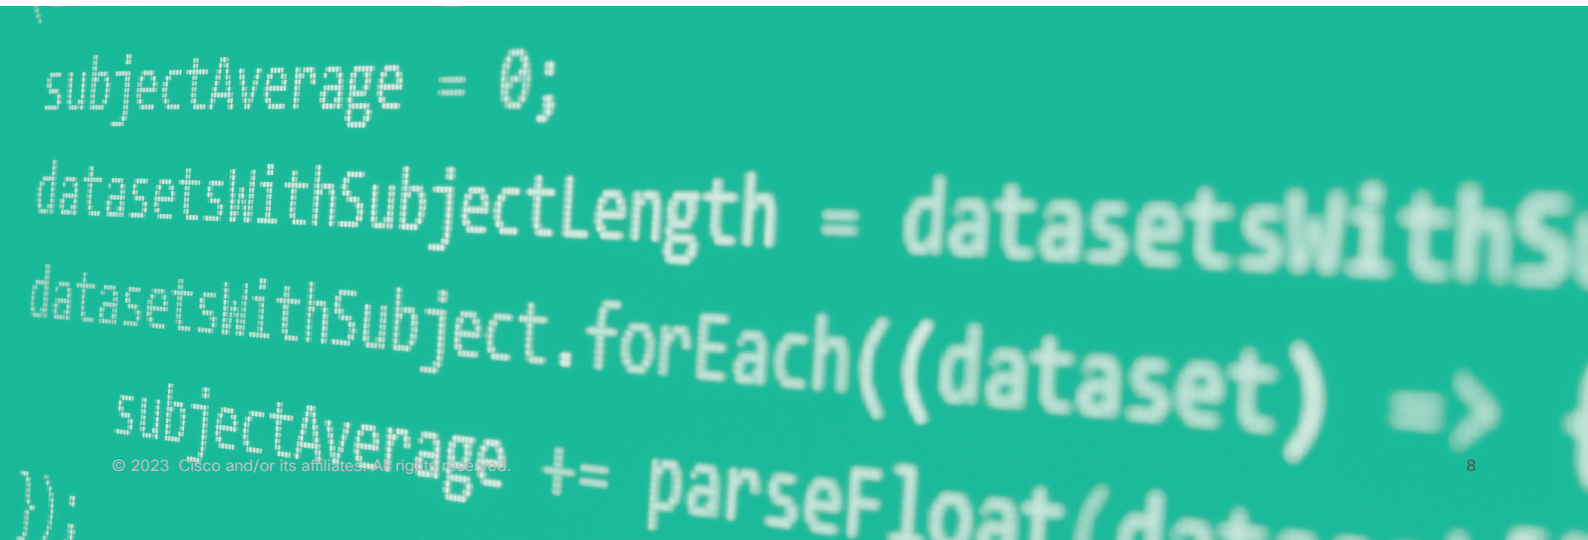 subjectAverage = 0;
datasetsWithSubjectLength = datasetsWithS
datasetsWithSubject.forEach((dataset) => {
subjectAverage += parseFloat(
© 2023 Cisco and/or its affiliates. All rights reserved.
8
});